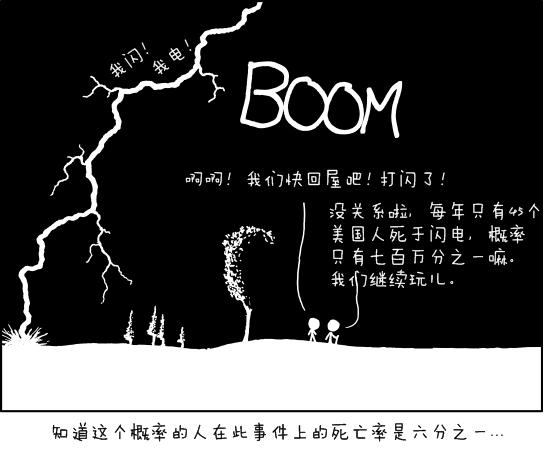 我闪！
我电！
BOOM
啊啊！我们快回屋吧！打闪了！
没关系啦，每年只有45个
美国人死于闪电，概率
只有七百万分之一嘛。
我们继续玩儿。
知道这个概率的人在此事件上的死亡率是六分之一…